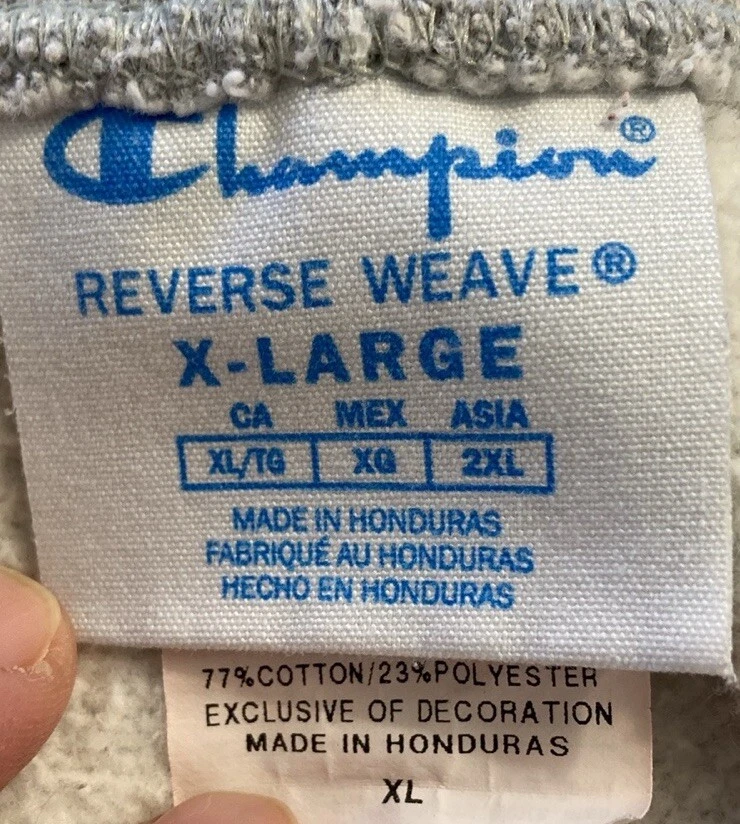 Champion®
REVERSE WEAVE®
X-LARGE
CA MEX ASIA
XL/TG XG 2XL
MADE IN HONDURAS
FABRIQUÉ AU HONDURAS
HECHO EN HONDURAS
77%COTTON/23%POLYESTER
EXCLUSIVE OF DECORATION
MADE IN HONDURAS
XL